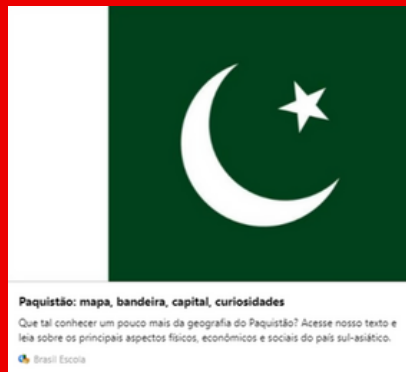 Paquistão: mapa, bandeira, capital, curiosidades
Que tal conhecer um pouco mais da geografia do Paquistão? Acesse nosso texto e
leia sobre os principais aspectos físicos, econômicos e sociais do país sul-asiático.
Brasil Escola